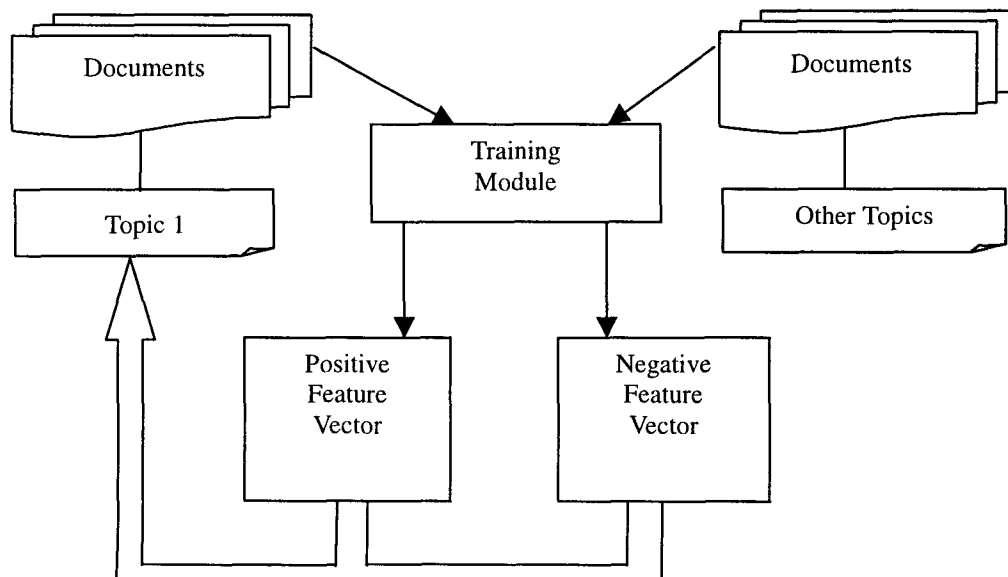 Documents
Documents
Training
Module
Topic 1
Other Topics
Positive
Feature
Vector
Negative
Feature
Vector